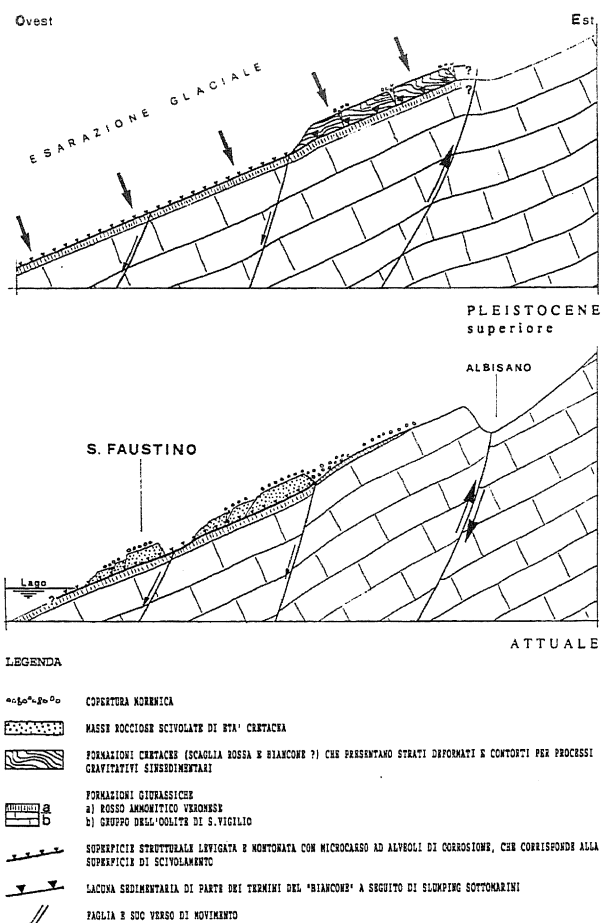 Ovest
Est
ESARAZIONE GLACIALE
?
?
PLEISTOCENE
superiore
ALBISANO
S. FAUSTINO
Lago
?
ATTUALE
LEGENDA
COPERTURA MORENICA
MASSE ROCCIOSE SCIVOLATE DI ETA' CRETACEA
FORMAZIONI CRETACEE (SCAGLIA ROSSA E BIANCONE ?) CHE PRESENTANO STRATI DEFORMATI E CONTORTI PER PROCESSI
GRAVITATIVI SINSEDIMENTARI
FORMAZIONI GIURASSICHE
a a) ROSSO AMMONITICO VERONESE
b b) GRUPPO DELL'OOLITE DI S.VIGILIO
SUPERFICIE STRUTTURALE LEVIGATA E MONTONATA CON MICROCARSO AD ALVEOLI DI CORROSIONE, CHE CORRISPONDE ALLA
SUPERFICIE DI SCIVOLAMENTO
LACUNA SEDIMENTARIA DI PARTE DEI TERMINI DEL "BIANCONE" A SEGUITO DI SLUMPING SOTTOMARINI
FAGLIA E SUO VERSO DI MOVIMENTO